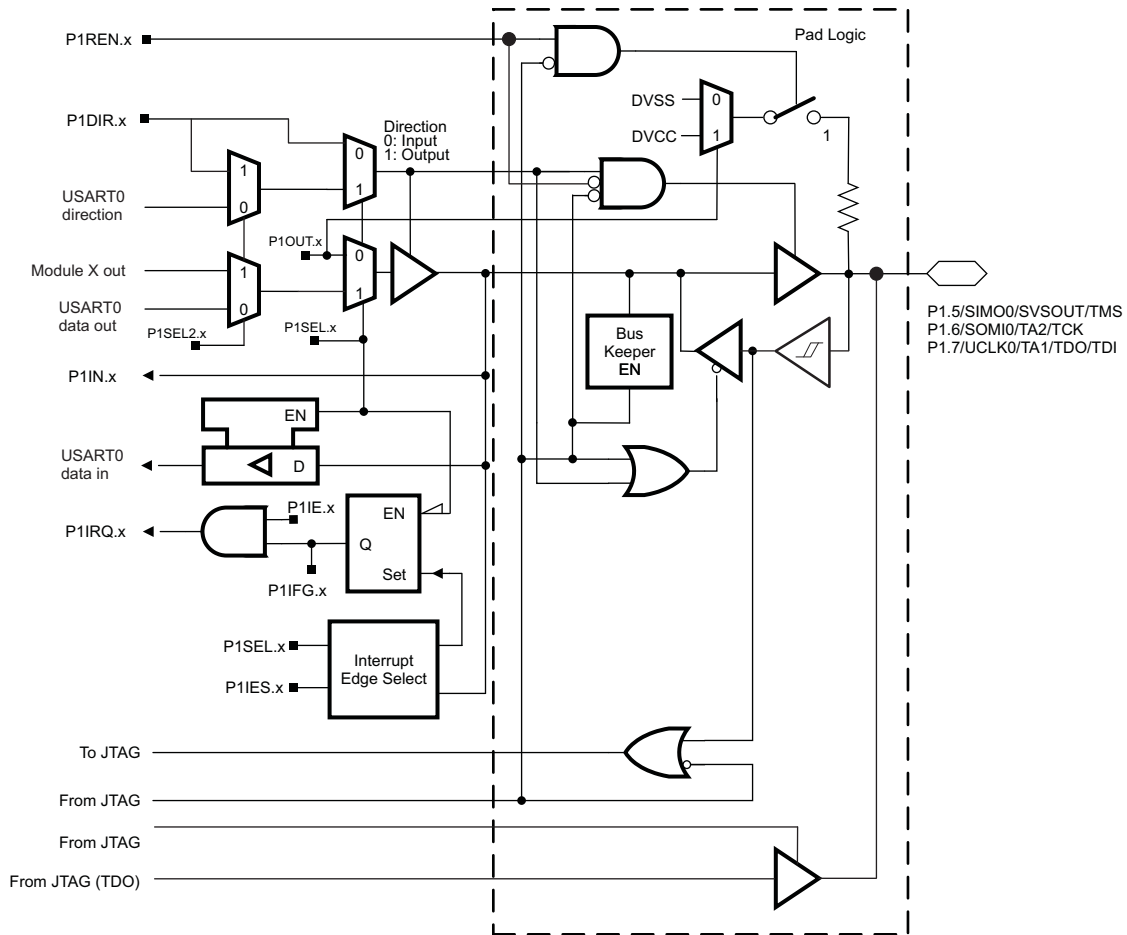 Pad Logic
P1REN.x
DVSS
0
DVCC
1
1
P1DIR.x
Direction
0: Input
1: Output
0
1
1
0
USART0
direction
P1OUT.x
0
1
Module X out
1
USART0
data out
0
P1SEL2.x
P1SEL.x
P1.5/SIMO0/SVSOUT/TMS
P1.6/SOMI0/TA2/TCK
P1.7/UCLK0/TA1/TDO/TDI
Bus
Keeper
EN
P1IN.x
EN
USART0
data in
D
P1IE.x
P1IRQ.x
EN
Q
Set
P1IFG.x
P1SEL.x
Interrupt
Edge Select
P1IES.x
To JTAG
From JTAG
From JTAG
From JTAG (TDO)